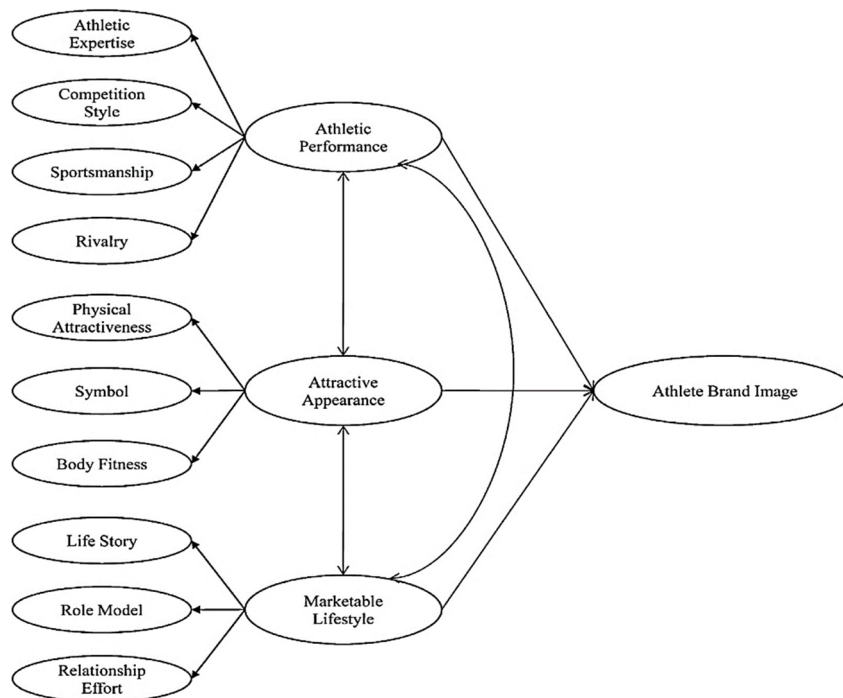 Athletic
Expertise
Competition
Style
Sportsmanship
Rivalry
Athletic
Performance
Physical
Attractiveness
Symbol
Body Fitness
Attractive
Appearance
Athlete Brand Image
Life Story
Role Model
Relationship
Effort
Marketable
Lifestyle